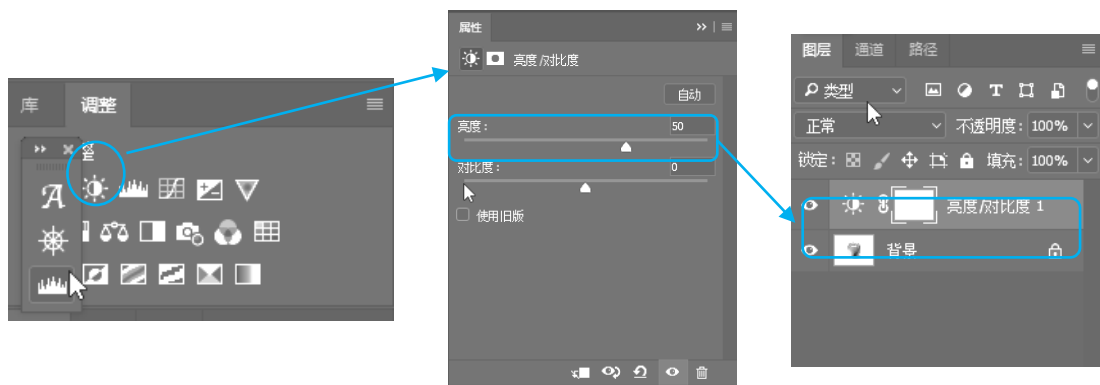 库 调整
属性
亮度/对比度
自动
亮度： 50
对比度： 0
使用旧版
图层 通道 路径
类型
正常 不透明度： 100%
锁定： 填充： 100%
亮度/对比度 1
背景